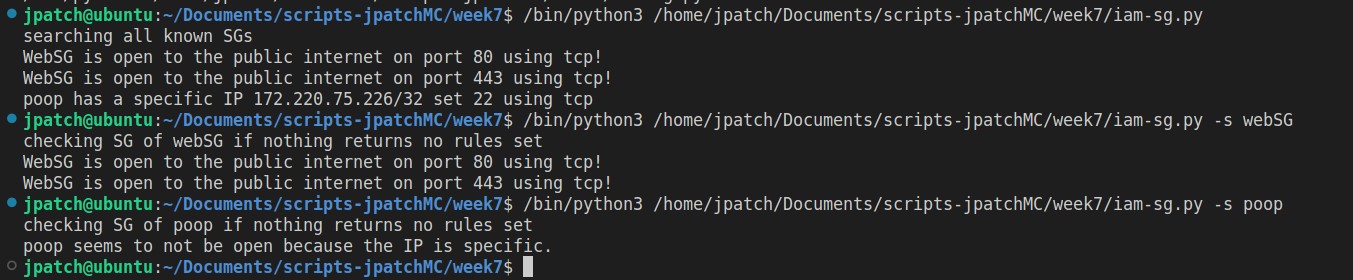 jpatch@ubuntu:~/Documents/scripts-jpatchMC/week7$ /bin/python3 /home/jpatch/Documents/scripts-jpatchMC/week7/iam-sg.py
searching all known SGs
WebSG is open to the public internet on port 80 using tcp!
WebSG is open to the public internet on port 443 using tcp!
poop has a specific IP 172.220.75.226/32 set 22 using tcp
jpatch@ubuntu:~/Documents/scripts-jpatchMC/week7$ /bin/python3 /home/jpatch/Documents/scripts-jpatchMC/week7/iam-sg.py -s webSG
checking SG of webSG if nothing returns no rules set
WebSG is open to the public internet on port 80 using tcp!
WebSG is open to the public internet on port 443 using tcp!
jpatch@ubuntu:~/Documents/scripts-jpatchMC/week7$ /bin/python3 /home/jpatch/Documents/scripts-jpatchMC/week7/iam-sg.py -s poop
checking SG of poop if nothing returns no rules set
poop seems to not be open because the IP is specific.
jpatch@ubuntu:~/Documents/scripts-jpatchMC/week7$